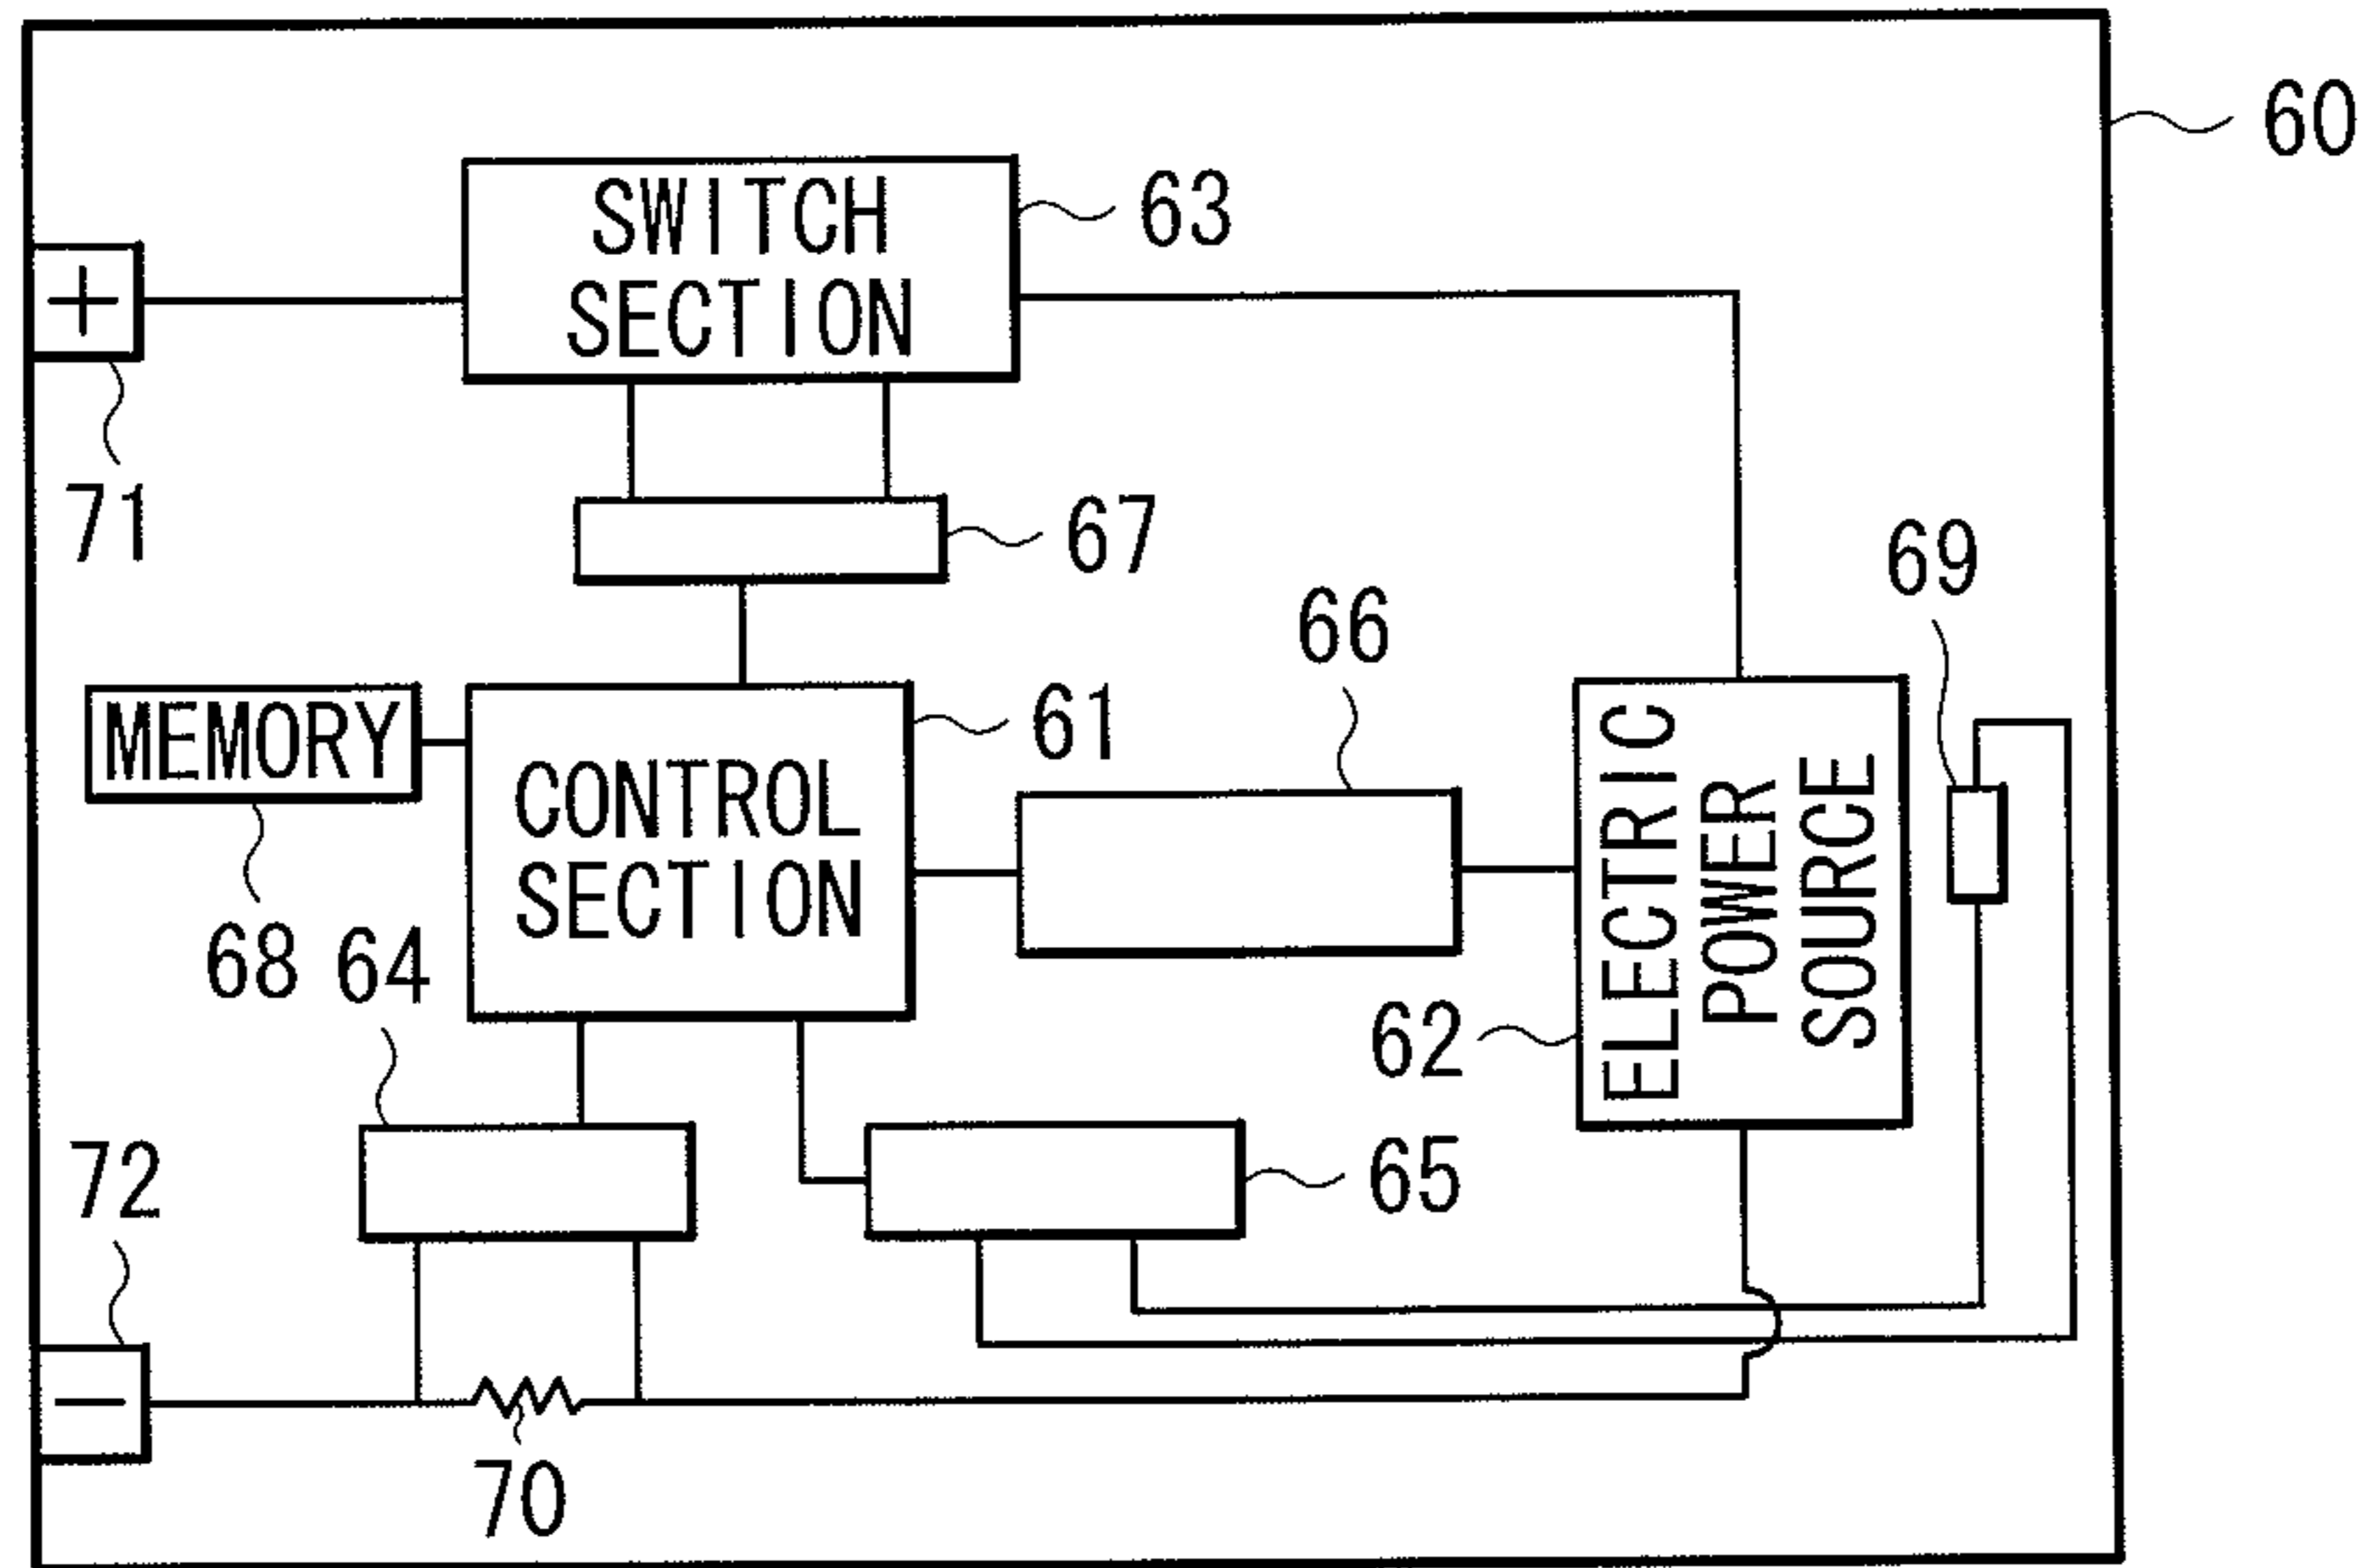 60
SWITCH
SECTION
63
+
71
67
69
66
MEMORY
61
CONTROL
SECTION
68
64
ELECTRIC
POWER
SOURCE
62
72
65
−
70